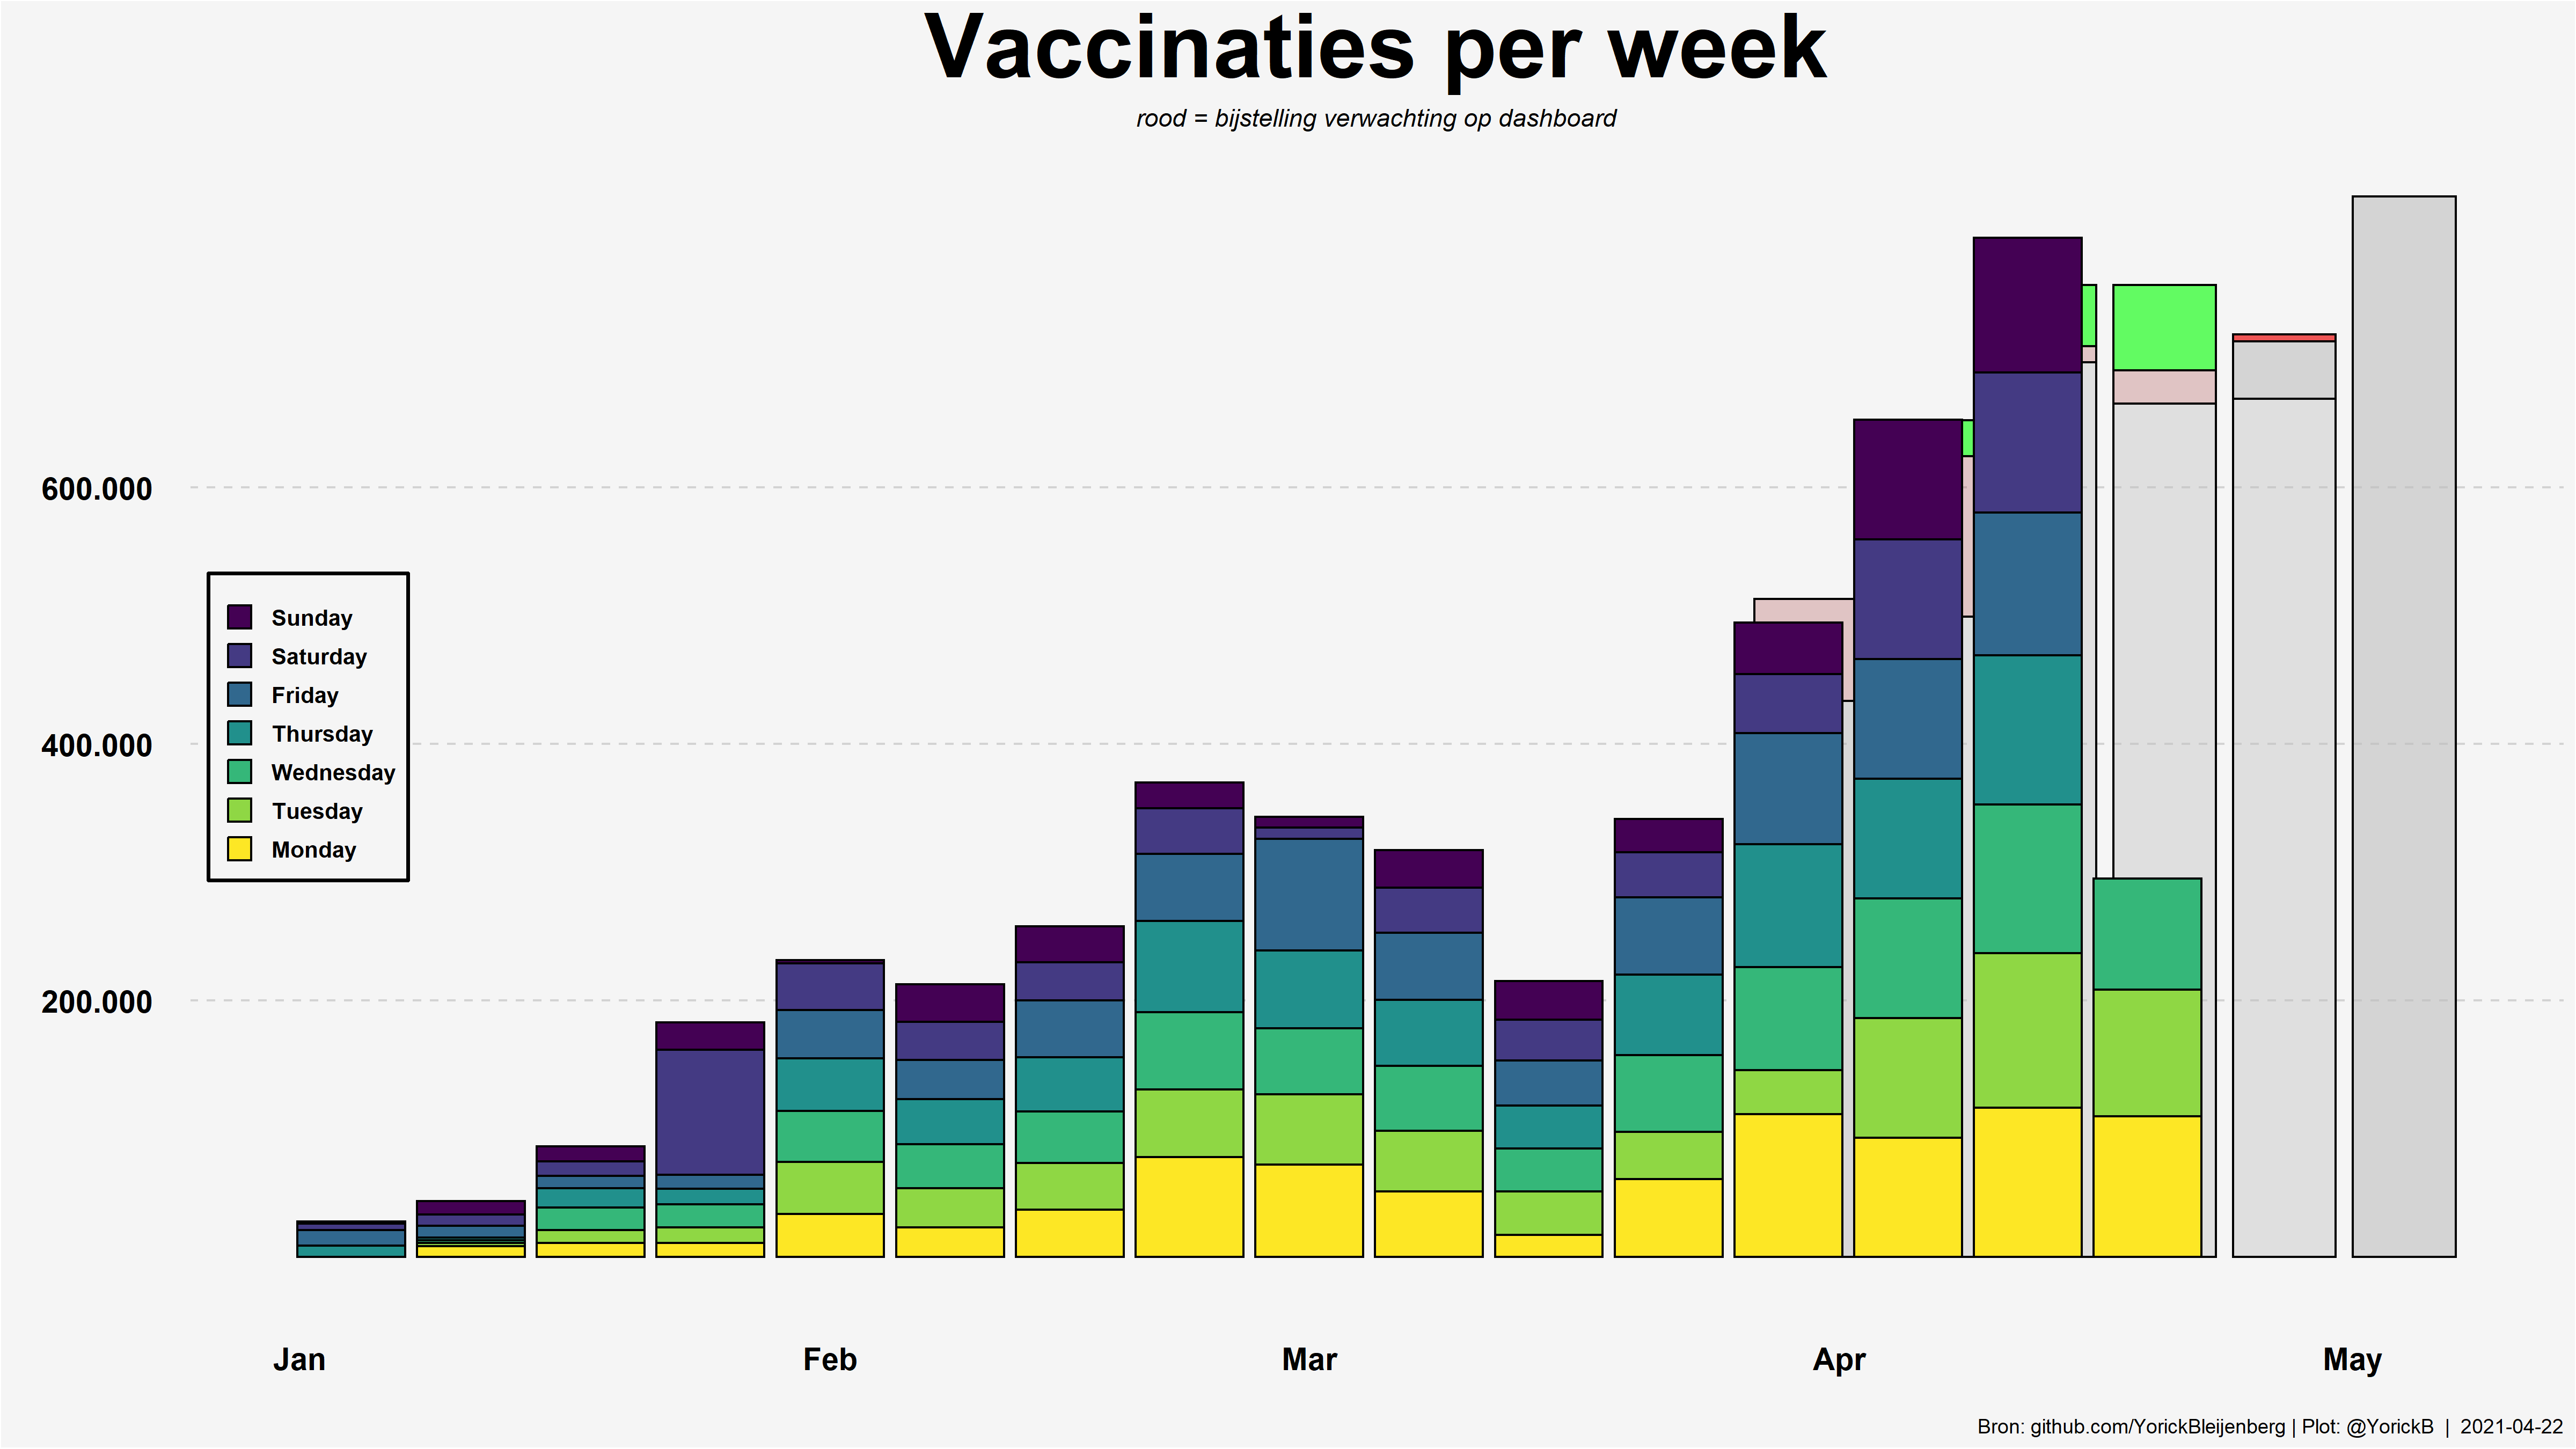 Vaccinaties per week
rood = bijstelling verwachting op dashboard
600.000
400.000
200.000
Sunday
Saturday
Friday
Thursday
Wednesday
Tuesday
Monday
Jan Feb Mar Apr May
Bron: github.com/YorickBleijenberg | Plot: @YorickB | 2021-04-22